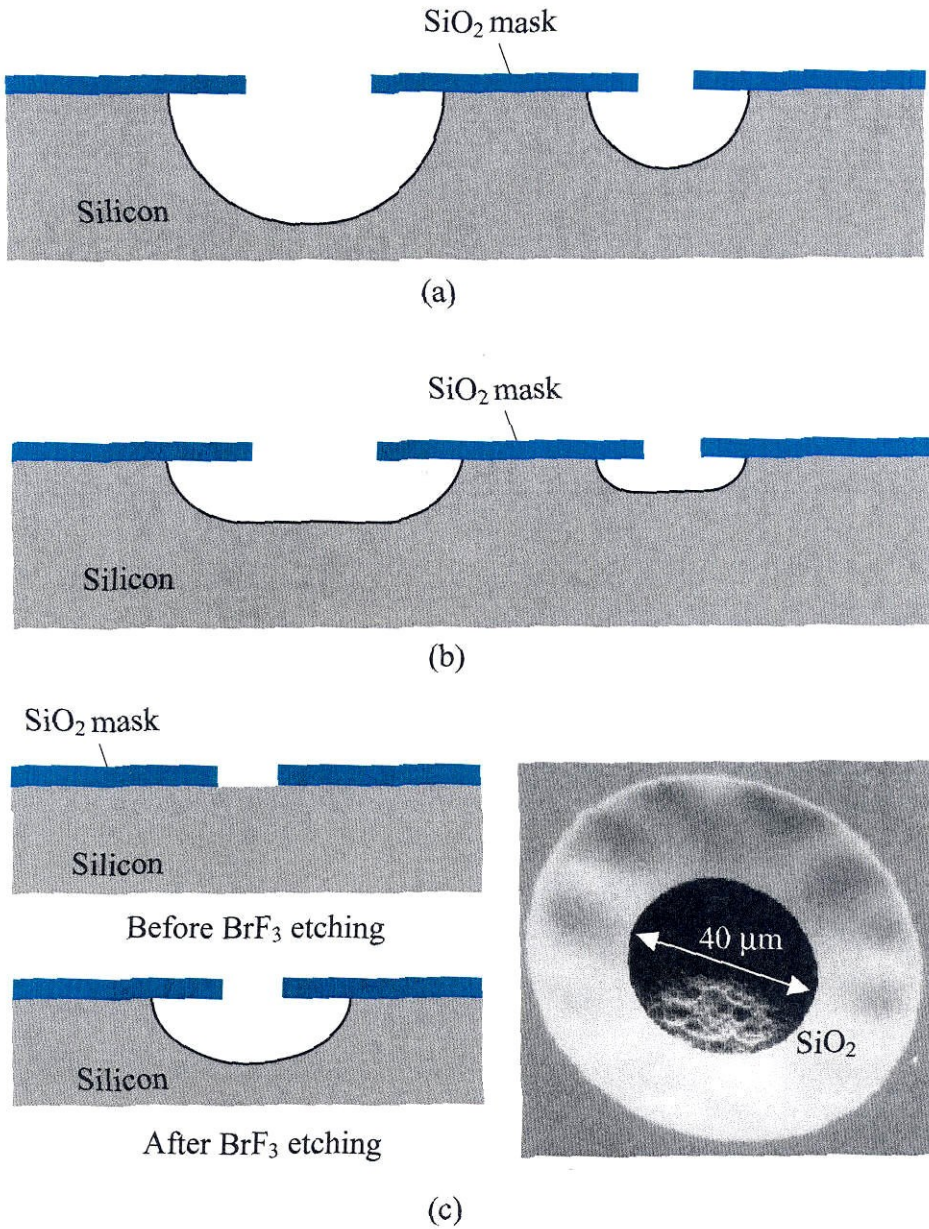 SiO₂ mask
Silicon
(a)
SiO₂ mask
Silicon
(b)
SiO₂ mask
Silicon
Before BrF₃ etching
Silicon
After BrF₃ etching
40 μm
SiO₂
(c)